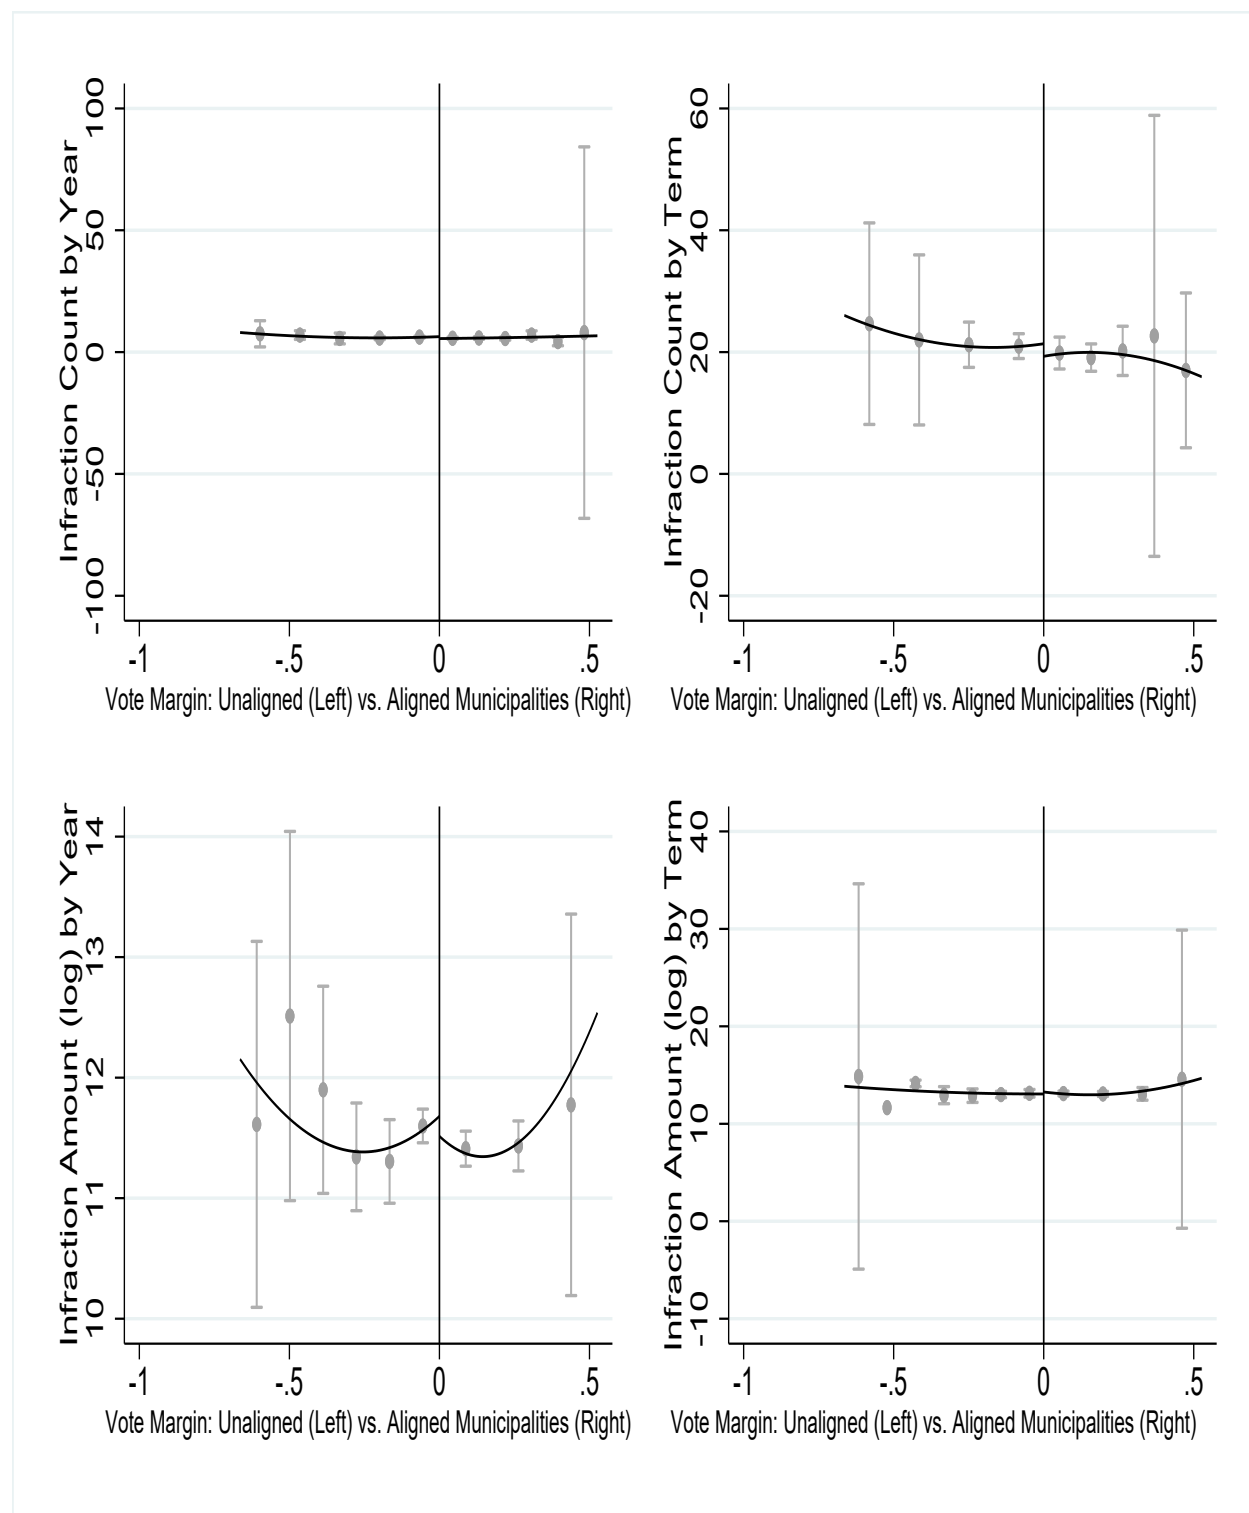 Infraction Count by Year
100
50
0
-50
-100
-1 -.5 0 .5
Vote Margin: Unaligned (Left) vs. Aligned Municipalities (Right)
Infraction Count by Term
60
40
20
0
-20
-1 -.5 0 .5
Vote Margin: Unaligned (Left) vs. Aligned Municipalities (Right)
Infraction Amount (log) by Year
14
13
12
11
10
-1 -.5 0 .5
Vote Margin: Unaligned (Left) vs. Aligned Municipalities (Right)
Infraction Amount (log) by Term
40
30
20
10
0
-10
-1 -.5 0 .5
Vote Margin: Unaligned (Left) vs. Aligned Municipalities (Right)